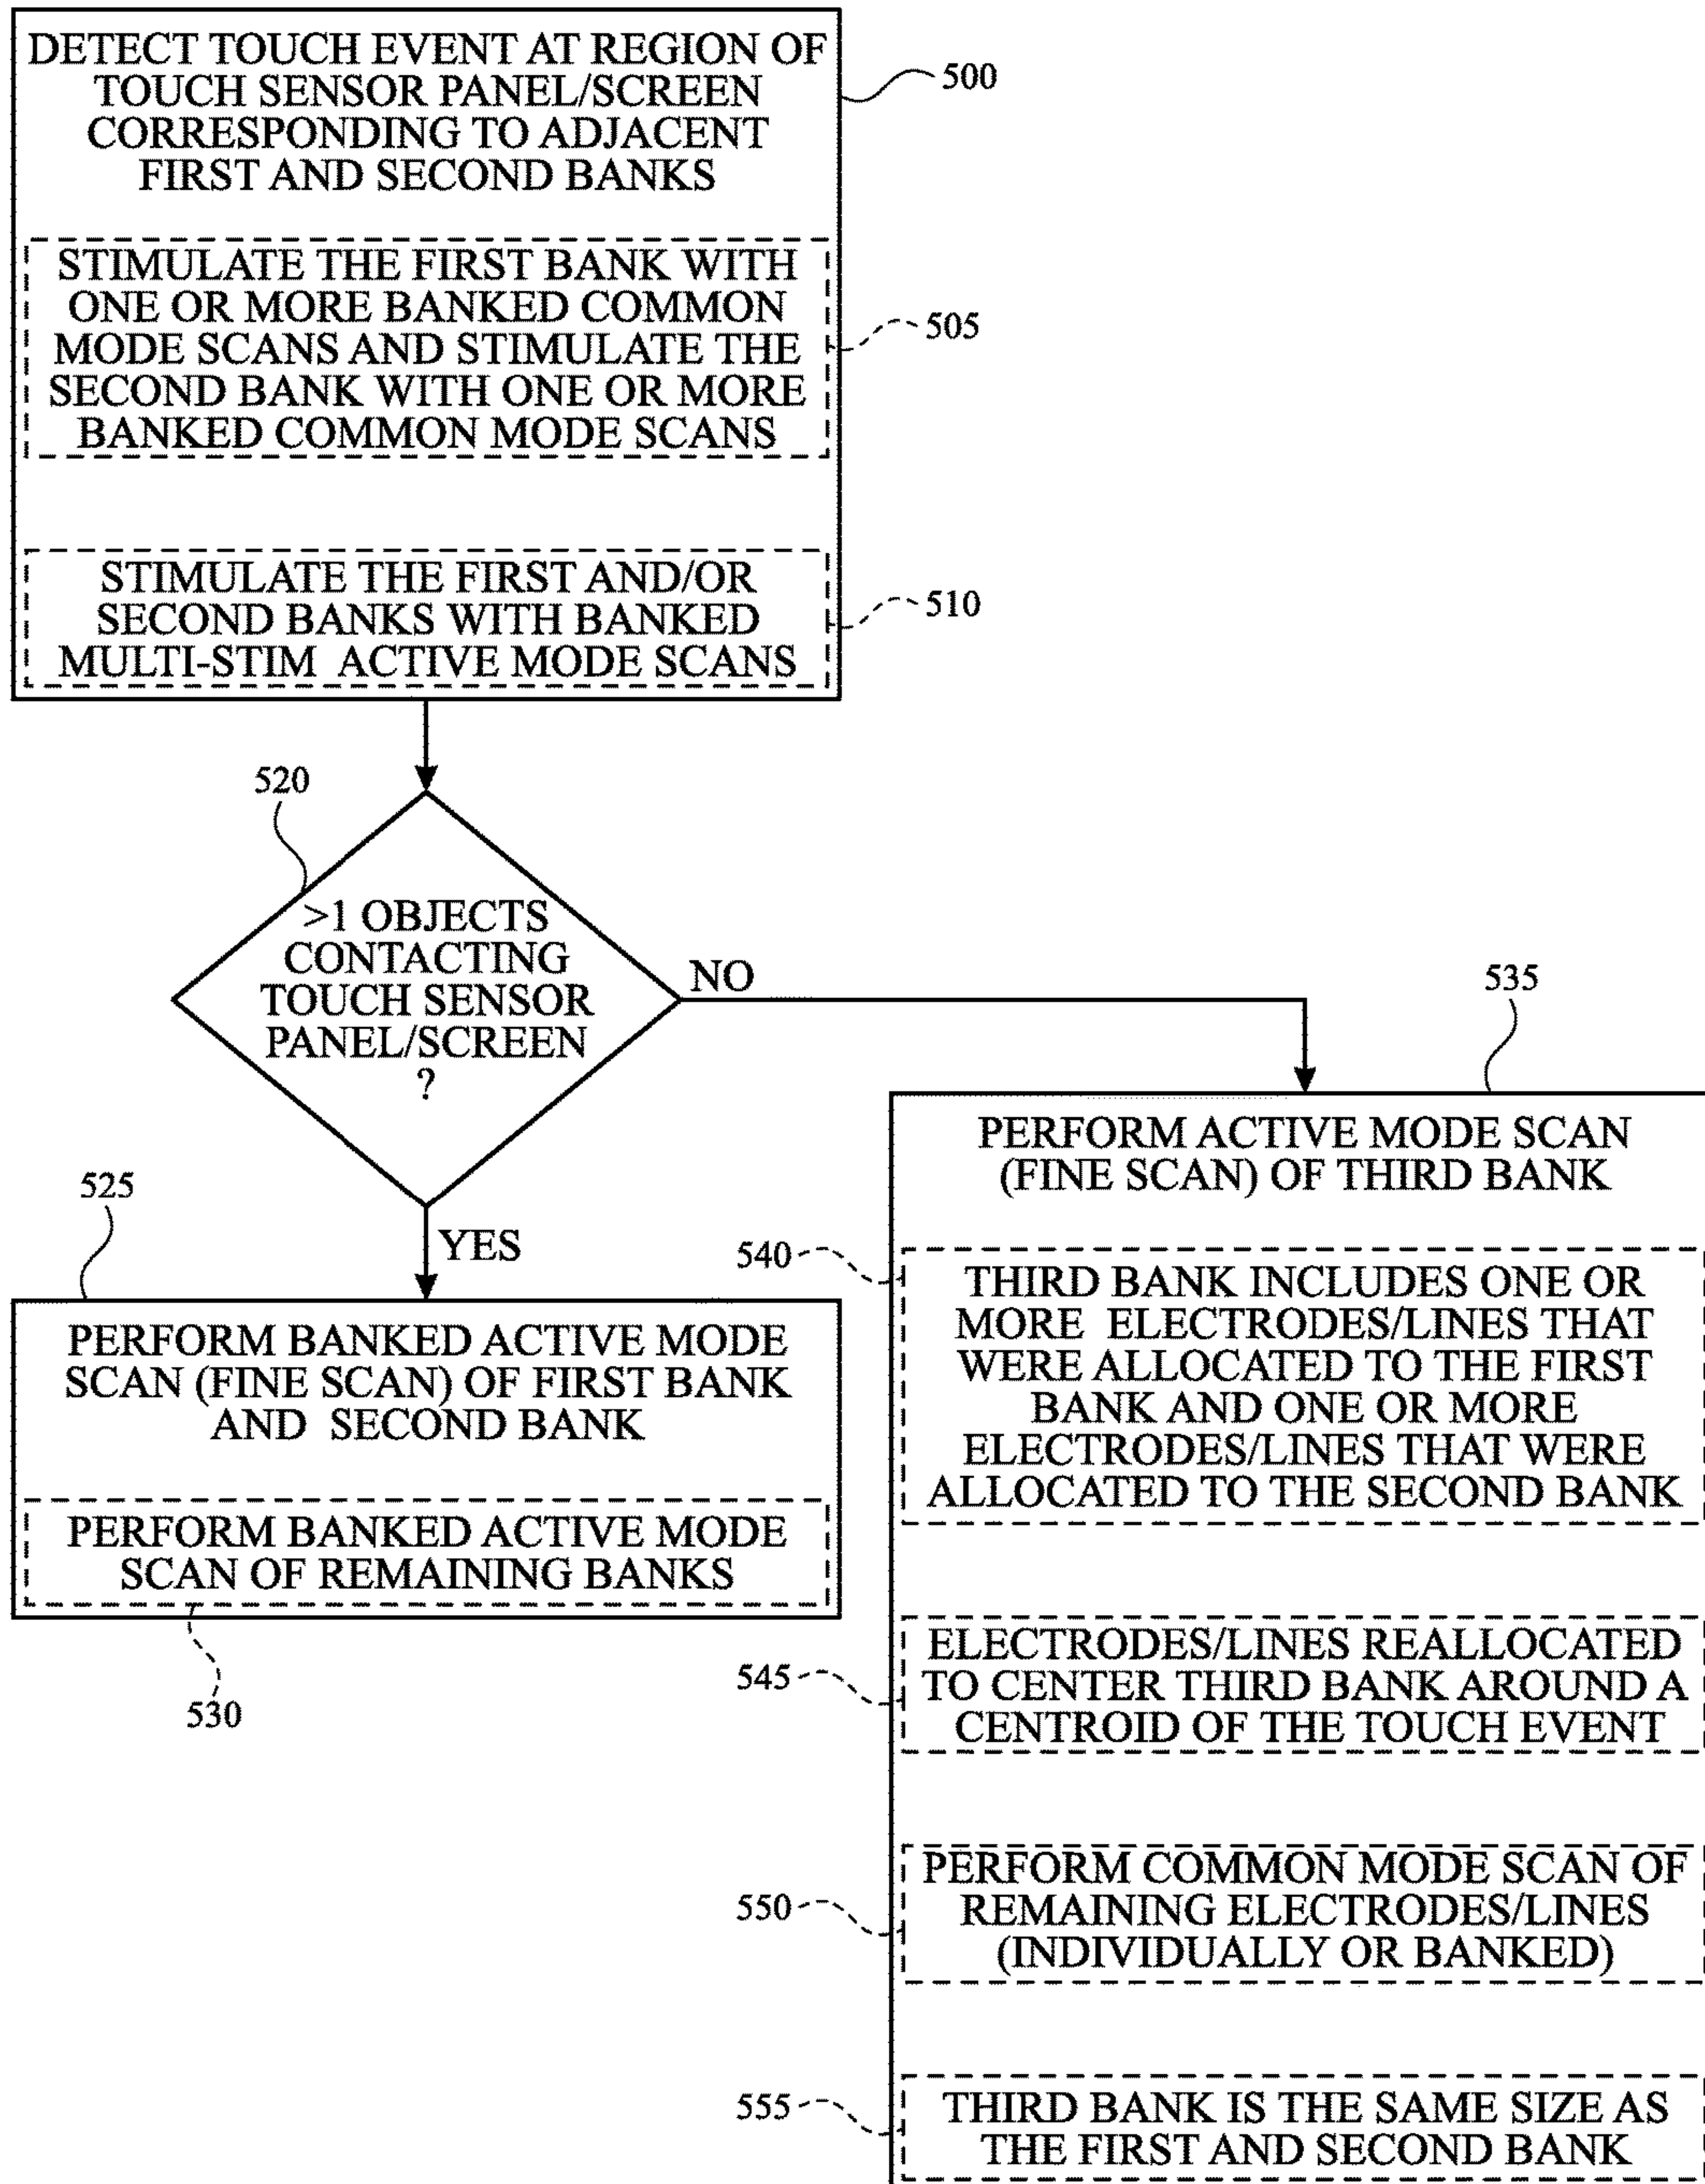 DETECT TOUCH EVENT AT REGION OF
TOUCH SENSOR PANEL/SCREEN
CORRESPONDING TO ADJACENT
FIRST AND SECOND BANKS
500
STIMULATE THE FIRST BANK WITH
ONE OR MORE BANKED COMMON
MODE SCANS AND STIMULATE THE
SECOND BANK WITH ONE OR MORE
BANKED COMMON MODE SCANS
505
STIMULATE THE FIRST AND/OR
SECOND BANKS WITH BANKED
MULTI-STIM ACTIVE MODE SCANS
510
520
>1 OBJECTS
CONTACTING
TOUCH SENSOR
PANEL/SCREEN
?
NO
YES
525
PERFORM BANKED ACTIVE MODE
SCAN (FINE SCAN) OF FIRST BANK
AND SECOND BANK
PERFORM BANKED ACTIVE MODE
SCAN OF REMAINING BANKS
530
535
PERFORM ACTIVE MODE SCAN
(FINE SCAN) OF THIRD BANK
540
THIRD BANK INCLUDES ONE OR
MORE ELECTRODES/LINES THAT
WERE ALLOCATED TO THE FIRST
BANK AND ONE OR MORE
ELECTRODES/LINES THAT WERE
ALLOCATED TO THE SECOND BANK
545
ELECTRODES/LINES REALLOCATED
TO CENTER THIRD BANK AROUND A
CENTROID OF THE TOUCH EVENT
550
PERFORM COMMON MODE SCAN OF
REMAINING ELECTRODES/LINES
(INDIVIDUALLY OR BANKED)
555
THIRD BANK IS THE SAME SIZE AS
THE FIRST AND SECOND BANK